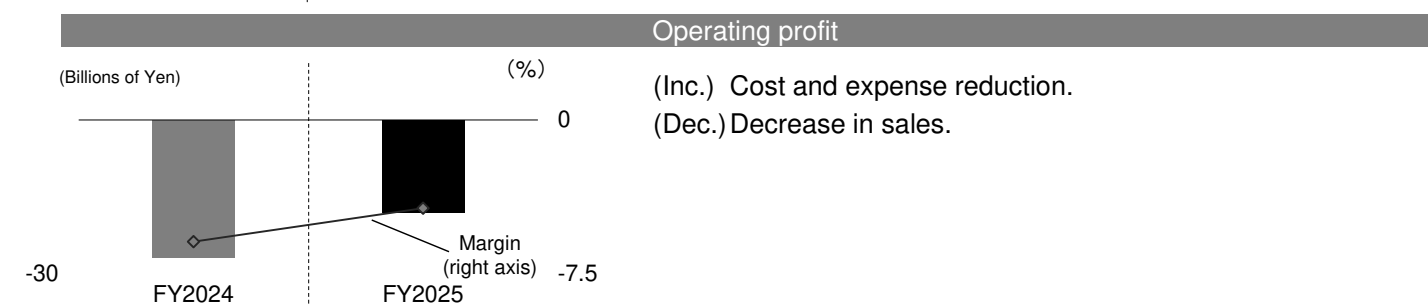 Operating profit
(Billions of Yen)
(%)
(Inc.) Cost and expense reduction.
0
(Dec.) Decrease in sales.
Margin
(right axis)
-30
-7.5
FY2024
FY2025